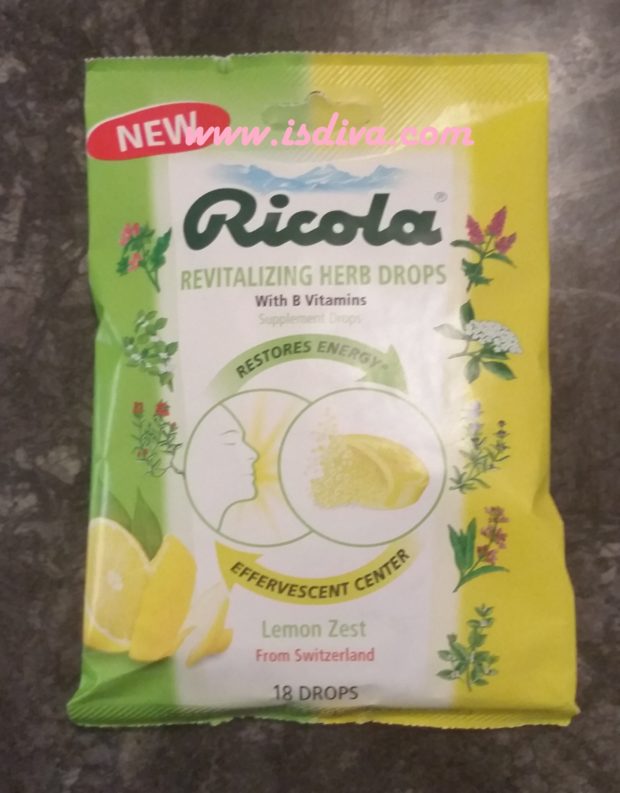 NEW
www.isdiva.com
Ricola®
REVITALIZING HERB DROPS
With B Vitamins
Supplement Drops
RESTORES ENERGY*
EFFERVESCENT CENTER
Lemon Zest
From Switzerland
18 DROPS